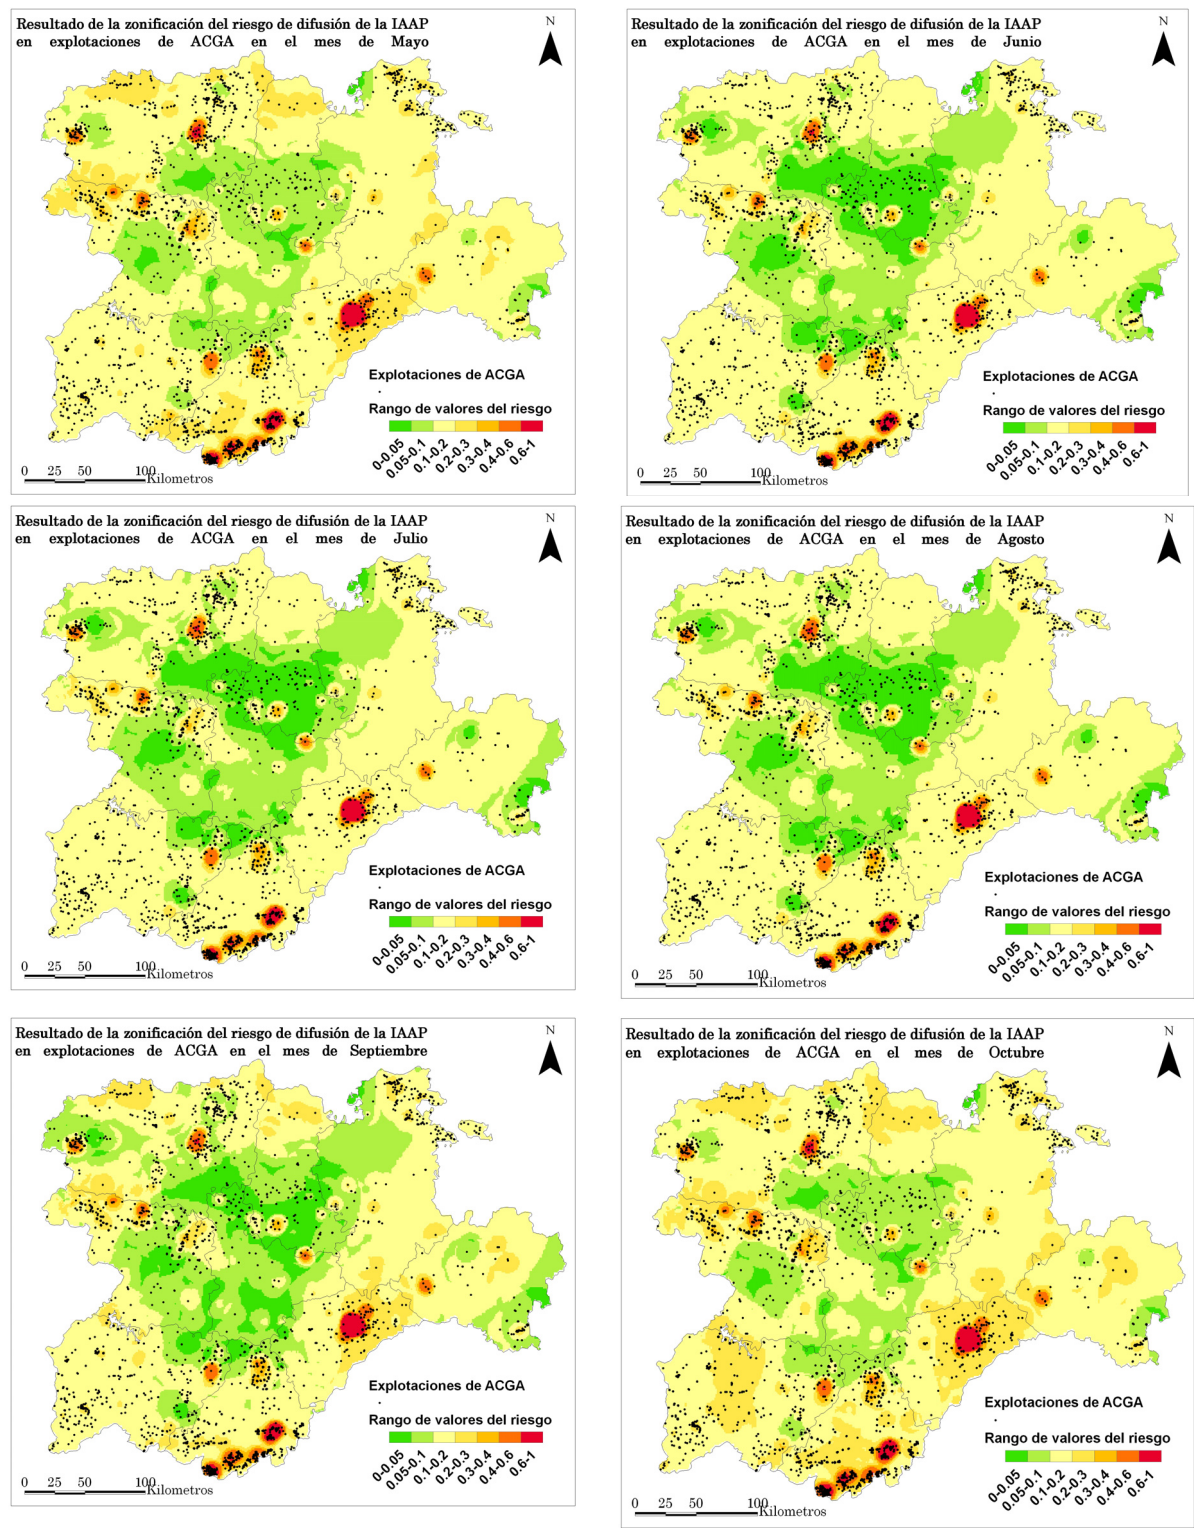 Resultado de la zonificación del riesgo de difusión de la IAAP
en explotaciones de ACGA en el mes de Mayo
N
Explotaciones de ACGA
Rango de valores del riesgo
0-0.05
0.05-0.1
0.1-0.2
0.2-0.3
0.3-0.4
0.4-0.6
0.6-1
0 25 50 100
Kilometros
Resultado de la zonificación del riesgo de difusión de la IAAP
en explotaciones de ACGA en el mes de Junio
N
Explotaciones de ACGA
Rango de valores del riesgo
0-0.05
0.05-0.1
0.1-0.2
0.2-0.3
0.3-0.4
0.4-0.6
0.6-1
0 25 50 100
Kilometros
Resultado de la zonificación del riesgo de difusión de la IAAP
en explotaciones de ACGA en el mes de Julio
N
Explotaciones de ACGA
Rango de valores del riesgo
0-0.05
0.05-0.1
0.1-0.2
0.2-0.3
0.3-0.4
0.4-0.6
0.6-1
0 25 50 100
Kilometros
Resultado de la zonificación del riesgo de difusión de la IAAP
en explotaciones de ACGA en el mes de Agosto
N
Explotaciones de ACGA
Rango de valores del riesgo
0-0.05
0.05-0.1
0.1-0.2
0.2-0.3
0.3-0.4
0.4-0.6
0.6-1
0 25 50 100
Kilometros
Resultado de la zonificación del riesgo de difusión de la IAAP
en explotaciones de ACGA en el mes de Septiembre
N
Explotaciones de ACGA
Rango de valores del riesgo
0-0.05
0.05-0.1
0.1-0.2
0.2-0.3
0.3-0.4
0.4-0.6
0.6-1
0 25 50 100
Kilometros
Resultado de la zonificación del riesgo de difusión de la IAAP
en explotaciones de ACGA en el mes de Octubre
N
Explotaciones de ACGA
Rango de valores del riesgo
0-0.05
0.05-0.1
0.1-0.2
0.2-0.3
0.3-0.4
0.4-0.6
0.6-1
0 25 50 100
Kilometros